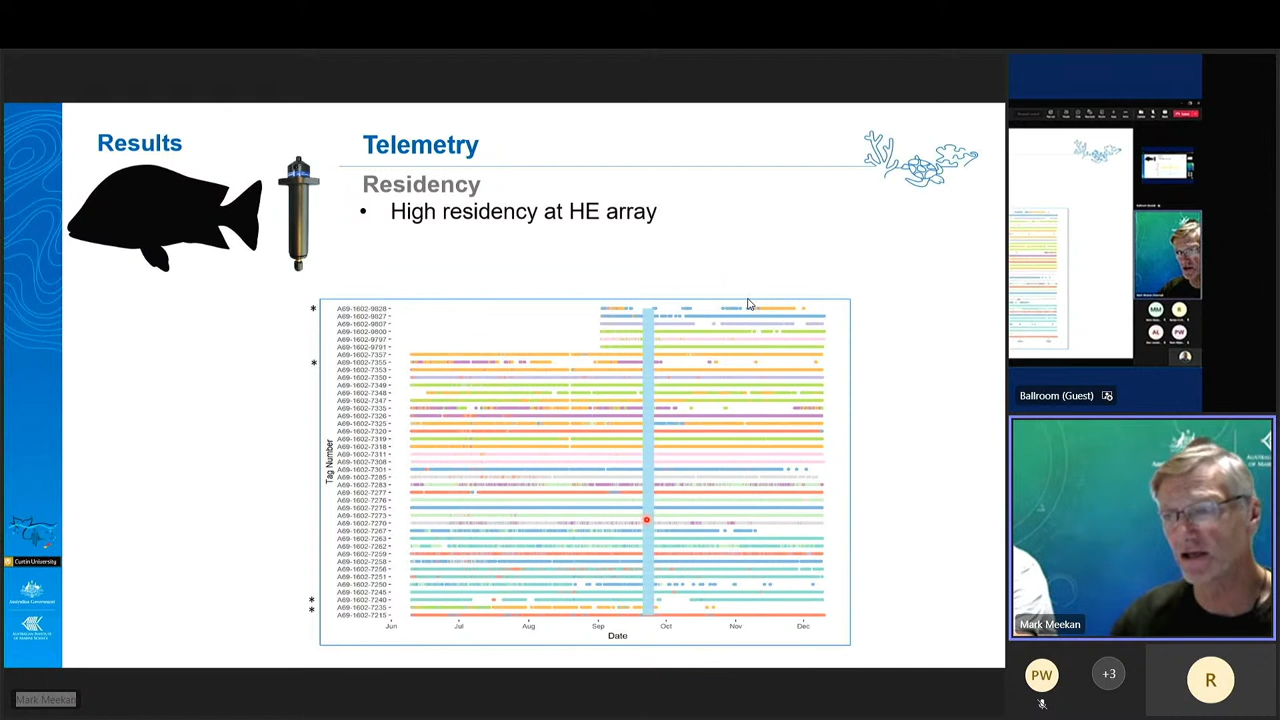 Results
Telemetry
Residency
• High residency at HE array
*
A69-1602-9828
A69-1602-9827
A69-1602-9807
A69-1602-9800
A69-1602-9797
A69-1602-9791
A69-1602-7357
*
A69-1602-7355
A69-1602-7353
A69-1602-7350
A69-1602-7349
A69-1602-7348
A69-1602-7347
A69-1602-7335
A69-1602-7326
A69-1602-7325
A69-1602-7320
A69-1602-7319
A69-1602-7318
A69-1602-7311
A69-1602-7308
A69-1602-7301
A69-1602-7285
A69-1602-7283
A69-1602-7277
A69-1602-7276
A69-1602-7275
A69-1602-7273
A69-1602-7270
A69-1602-7267
A69-1602-7263
A69-1602-7262
A69-1602-7259
A69-1602-7258
A69-1602-7256
A69-1602-7251
A69-1602-7250
A69-1602-7245
*
A69-1602-7240
*
A69-1602-7235
A69-1602-7215
Tag Number
Jun Jul Aug Sep Oct Nov Dec
Date
Curtin University
Australian Government
AUSTRALIAN INSTITUTE
OF MARINE SCIENCE
Mark Meekan
MM
R
AL
PW
Ballroom (Guest)
Mark Meekan
PW
+3
R